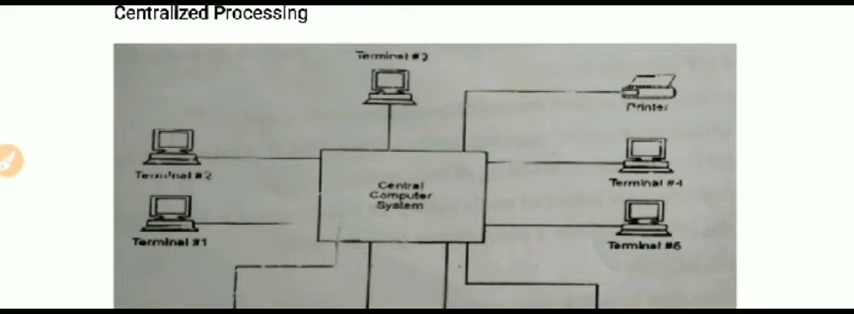 Centralized Processing
Terminal #3
Printer
Terminal #2
Central
Computer
System
Terminal #4
Terminal #1
Terminal #5